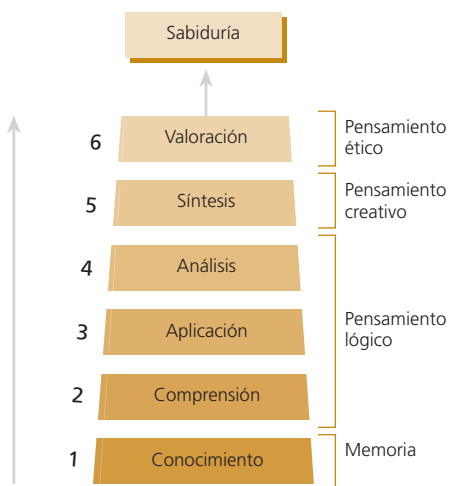 Sabiduría
6 Valoración
Pensamiento
ético
5 Síntesis
Pensamiento
creativo
4 Análisis
3 Aplicación
Pensamiento
lógico
2 Comprensión
1 Conocimiento
Memoria